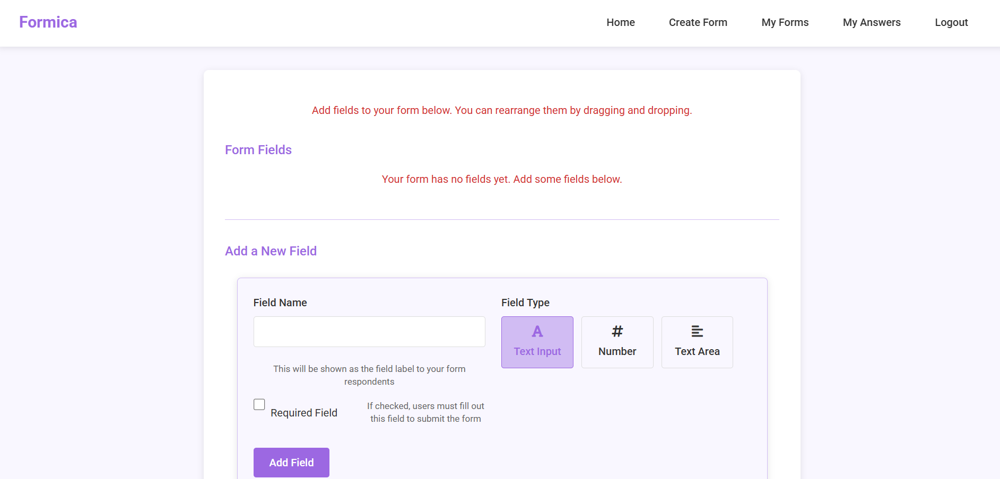 Formica
Home
Create Form
My Forms
My Answers
Logout
Add fields to your form below. You can rearrange them by dragging and dropping.
Form Fields
Your form has no fields yet. Add some fields below.
Add a New Field
Field Name
This will be shown as the field label to your form
respondents
Required Field
If checked, users must fill out
this field to submit the form
Field Type
A
Text Input
#
Number
Text Area
Add Field